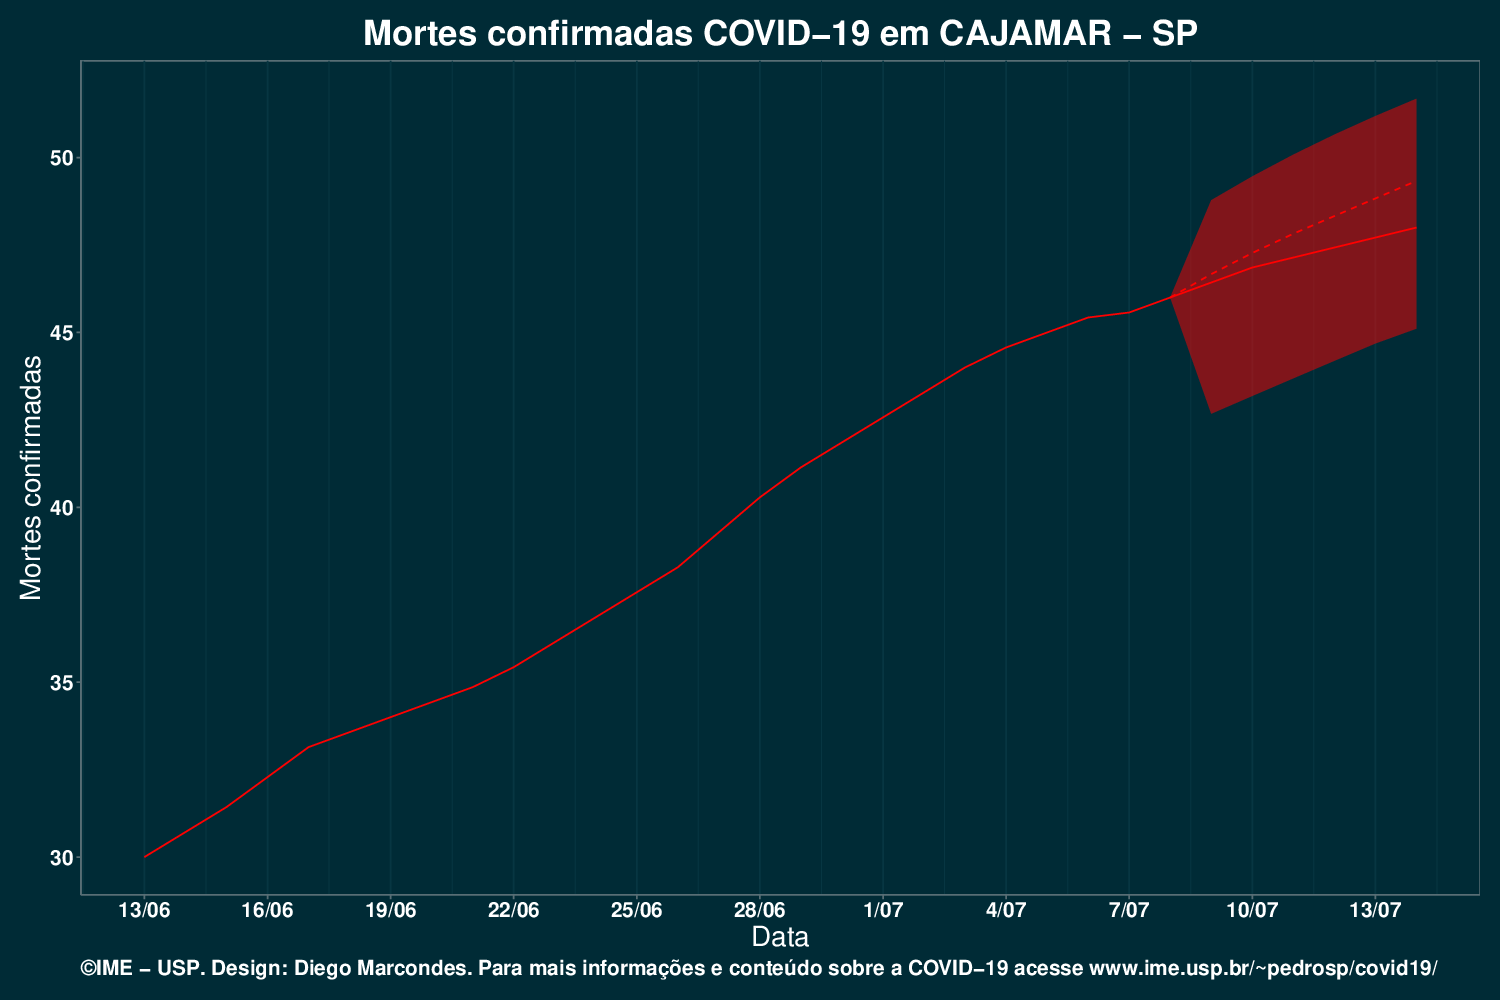 Mortes confirmadas COVID−19 em CAJAMAR − SP
Mortes confirmadas
50
45
40
35
30
13/06 16/06 19/06 22/06 25/06 28/06 1/07 4/07 7/07 10/07 13/07
Data
©IME − USP. Design: Diego Marcondes. Para mais informações e conteúdo sobre a COVID−19 acesse www.ime.usp.br/~pedrosp/covid19/